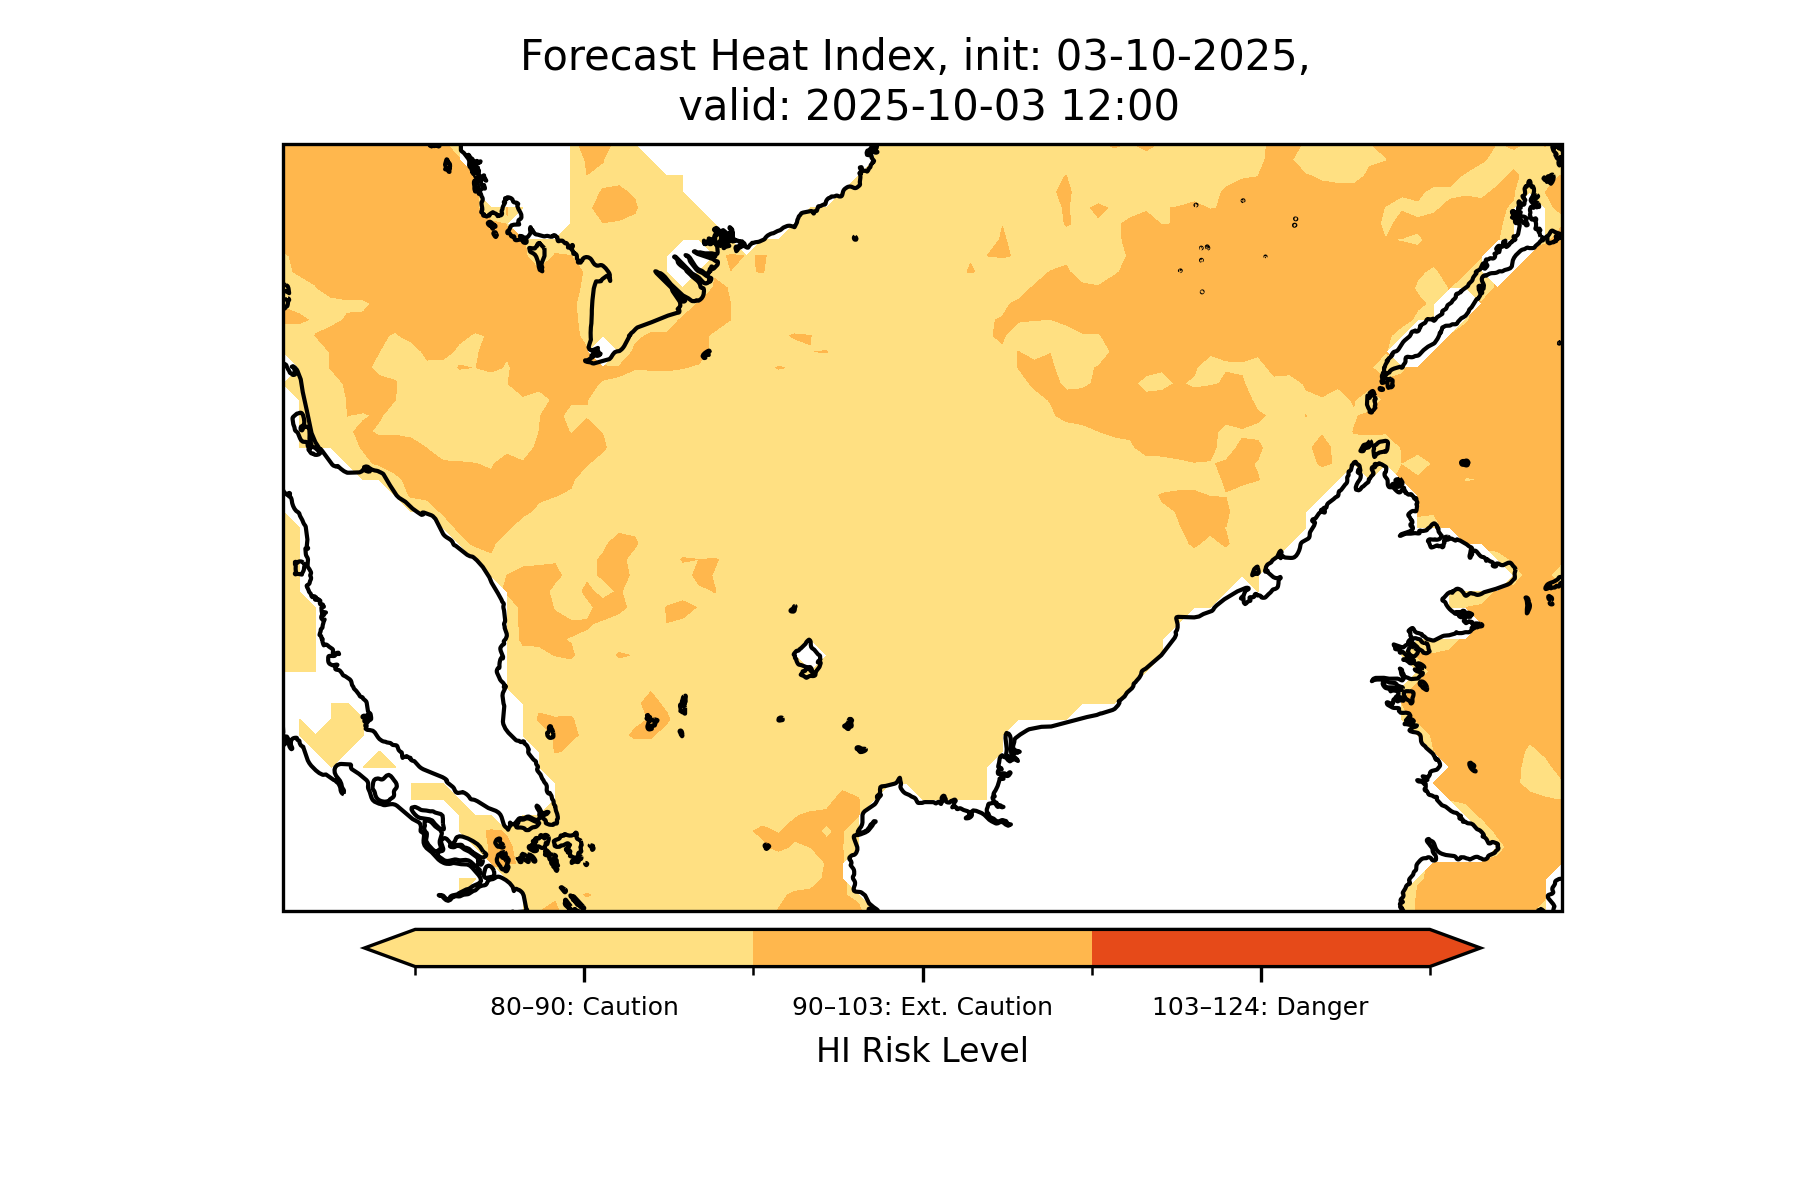 Forecast Heat Index, init: 03-10-2025,
valid: 2025-10-03 12:00
80–90: Caution
90–103: Ext. Caution
103–124: Danger
HI Risk Level